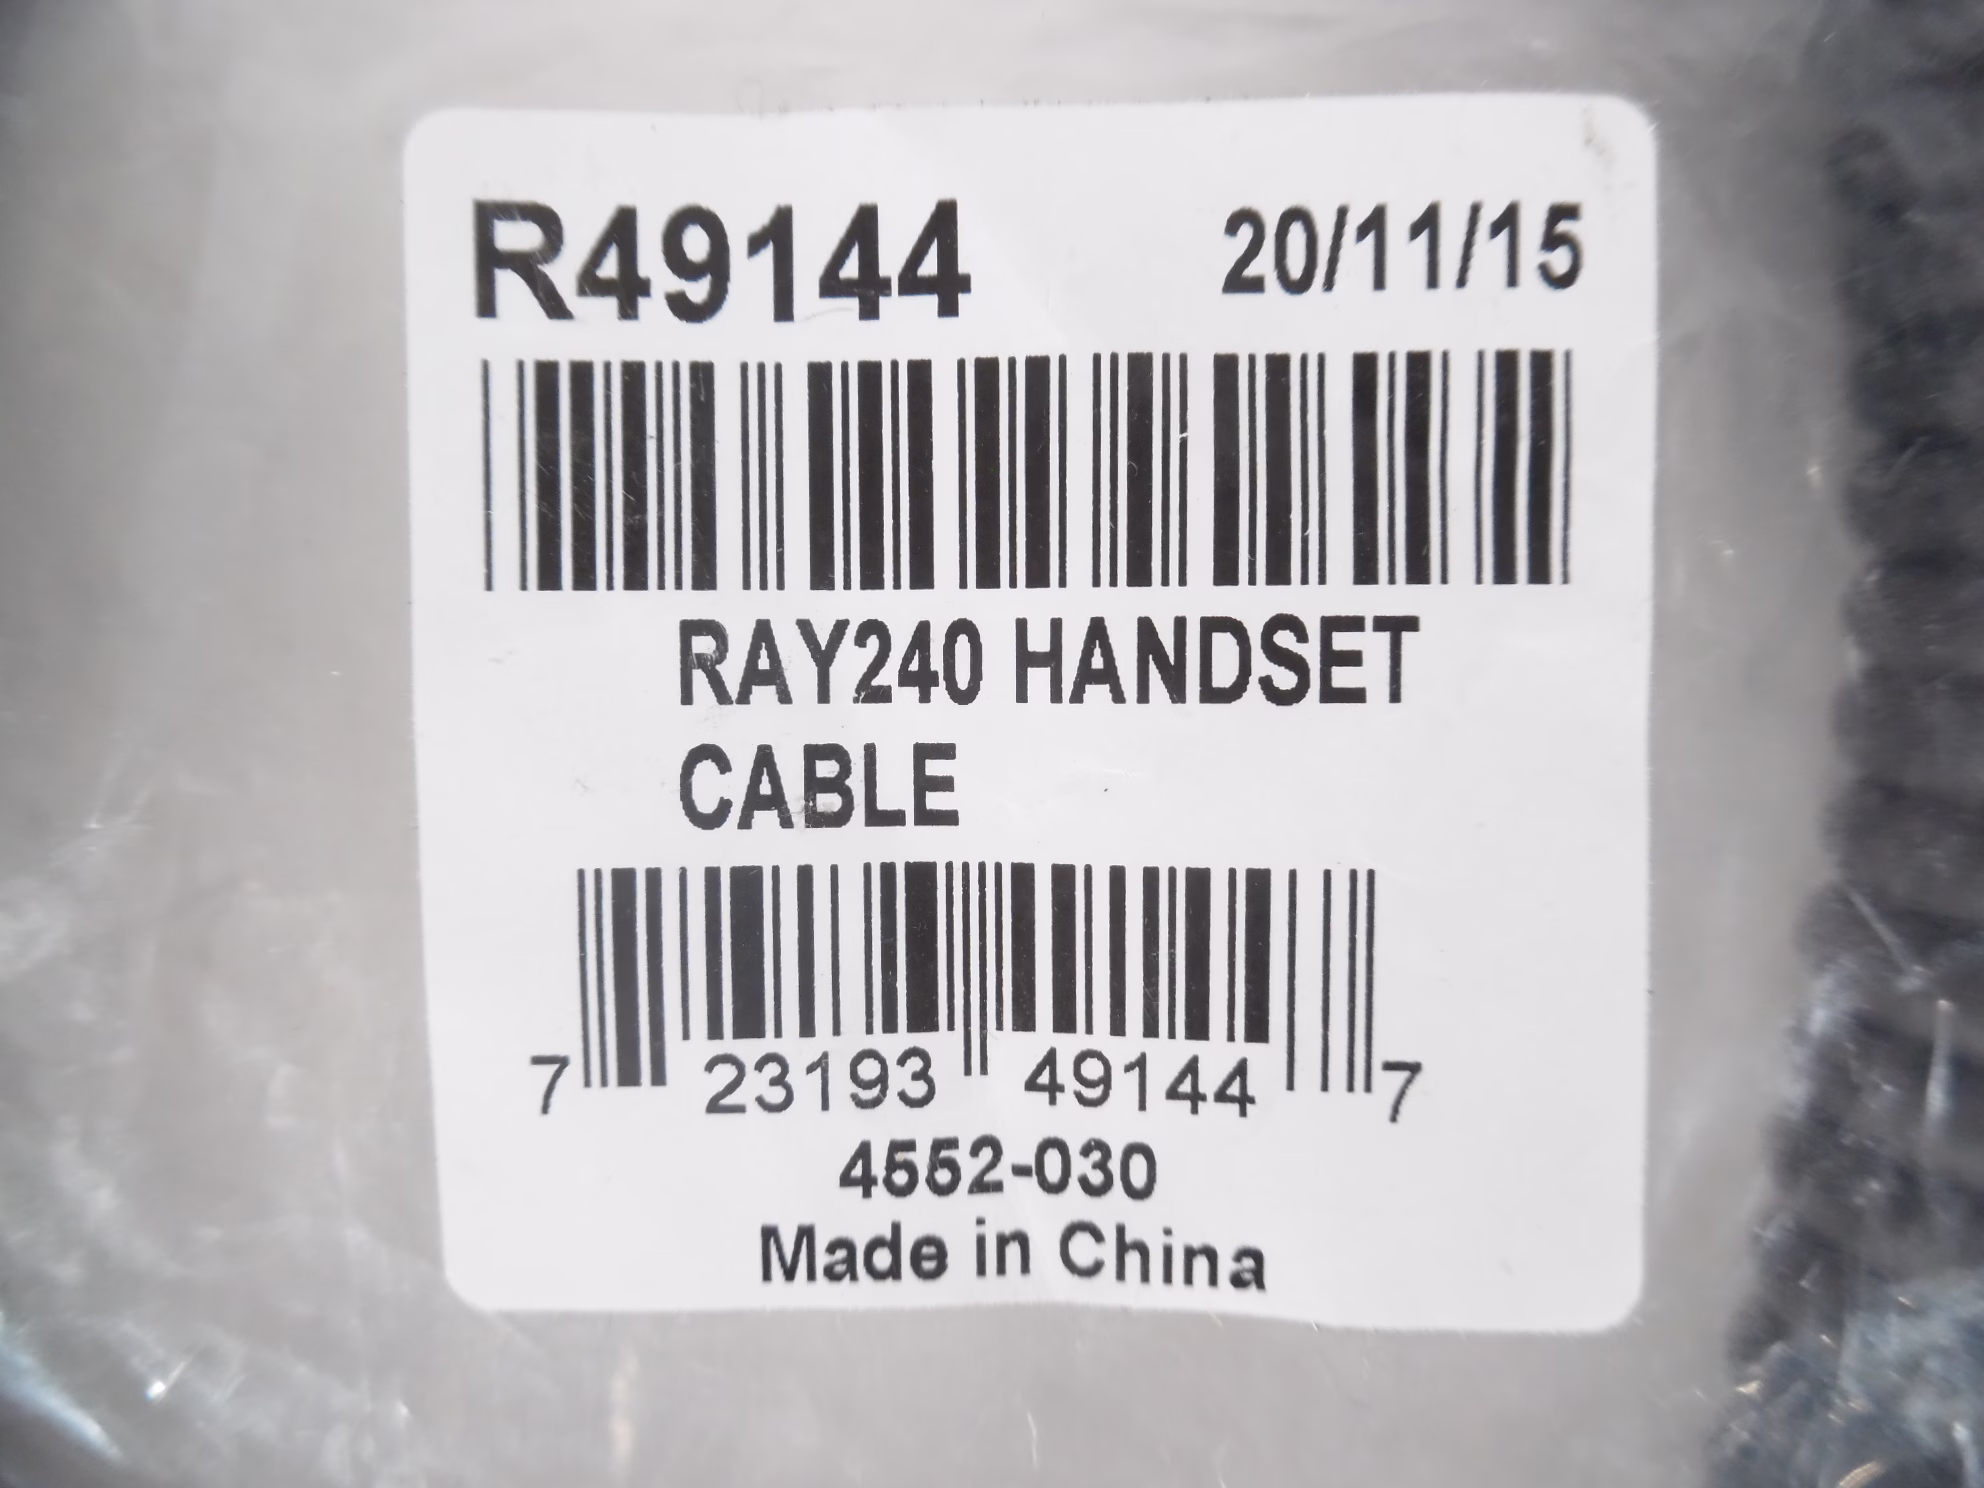 R49144 20/11/15
RAY240 HANDSET
CABLE
7 23193 49144 7
4552-030
Made in China